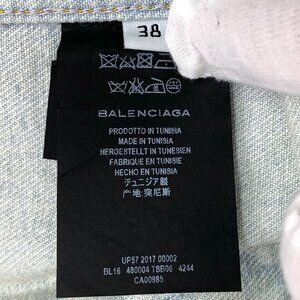 38
BALENCIAGA
PRODOTTO IN TUNISIA
MADE IN TUNISIA
HERGESTELLT IN TUNESIEN
FABRIQUE EN TUNISIE
HECHO EN TUNISIA
チュニジア製
产地:突尼斯
UP57 2017 00002
BL16 480004 TSB06 4244
CA00985